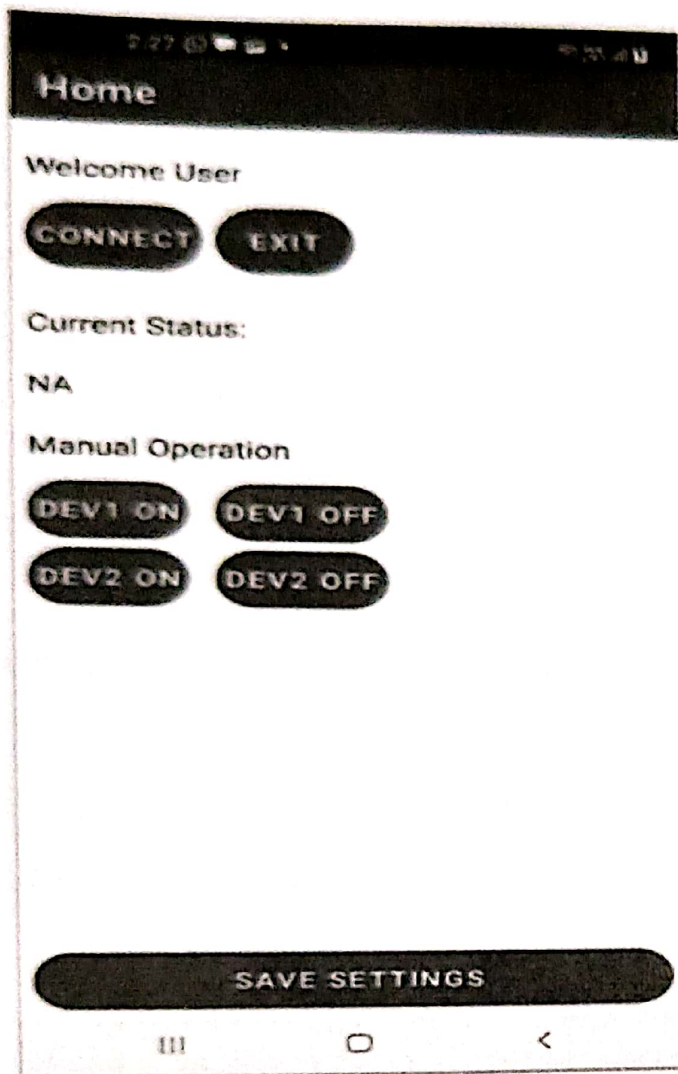 Home
Welcome User
CONNECT EXIT
Current Status:
NA
Manual Operation
DEV1 ON DEV1 OFF
DEV2 ON DEV2 OFF
SAVE SETTINGS